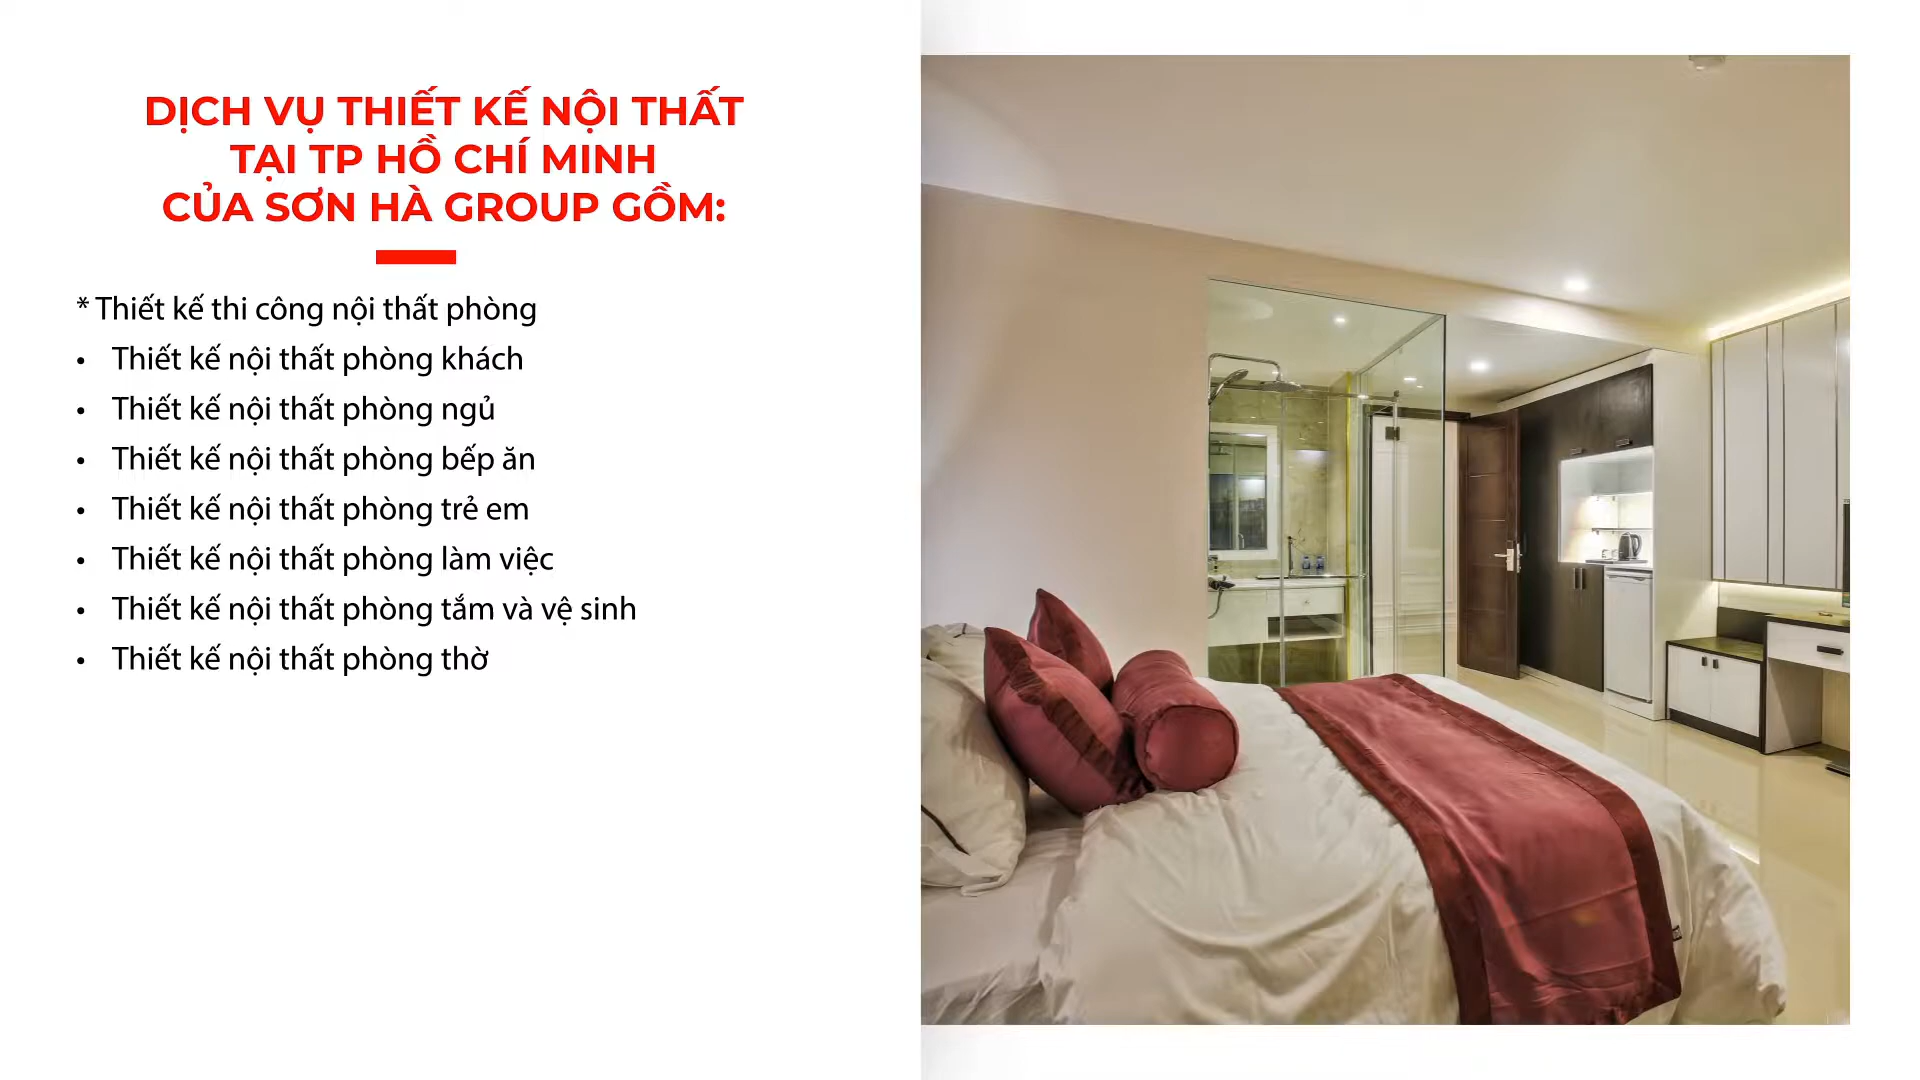 DỊCH VỤ THIẾT KẾ NỘI THẤT
TẠI TP HỒ CHÍ MINH
CỦA SƠN HÀ GROUP GỒM:
* Thiết kế thi công nội thất phòng
• Thiết kế nội thất phòng khách
• Thiết kế nội thất phòng ngủ
• Thiết kế nội thất phòng bếp ăn
• Thiết kế nội thất phòng trẻ em
• Thiết kế nội thất phòng làm việc
• Thiết kế nội thất phòng tắm và vệ sinh
• Thiết kế nội thất phòng thờ